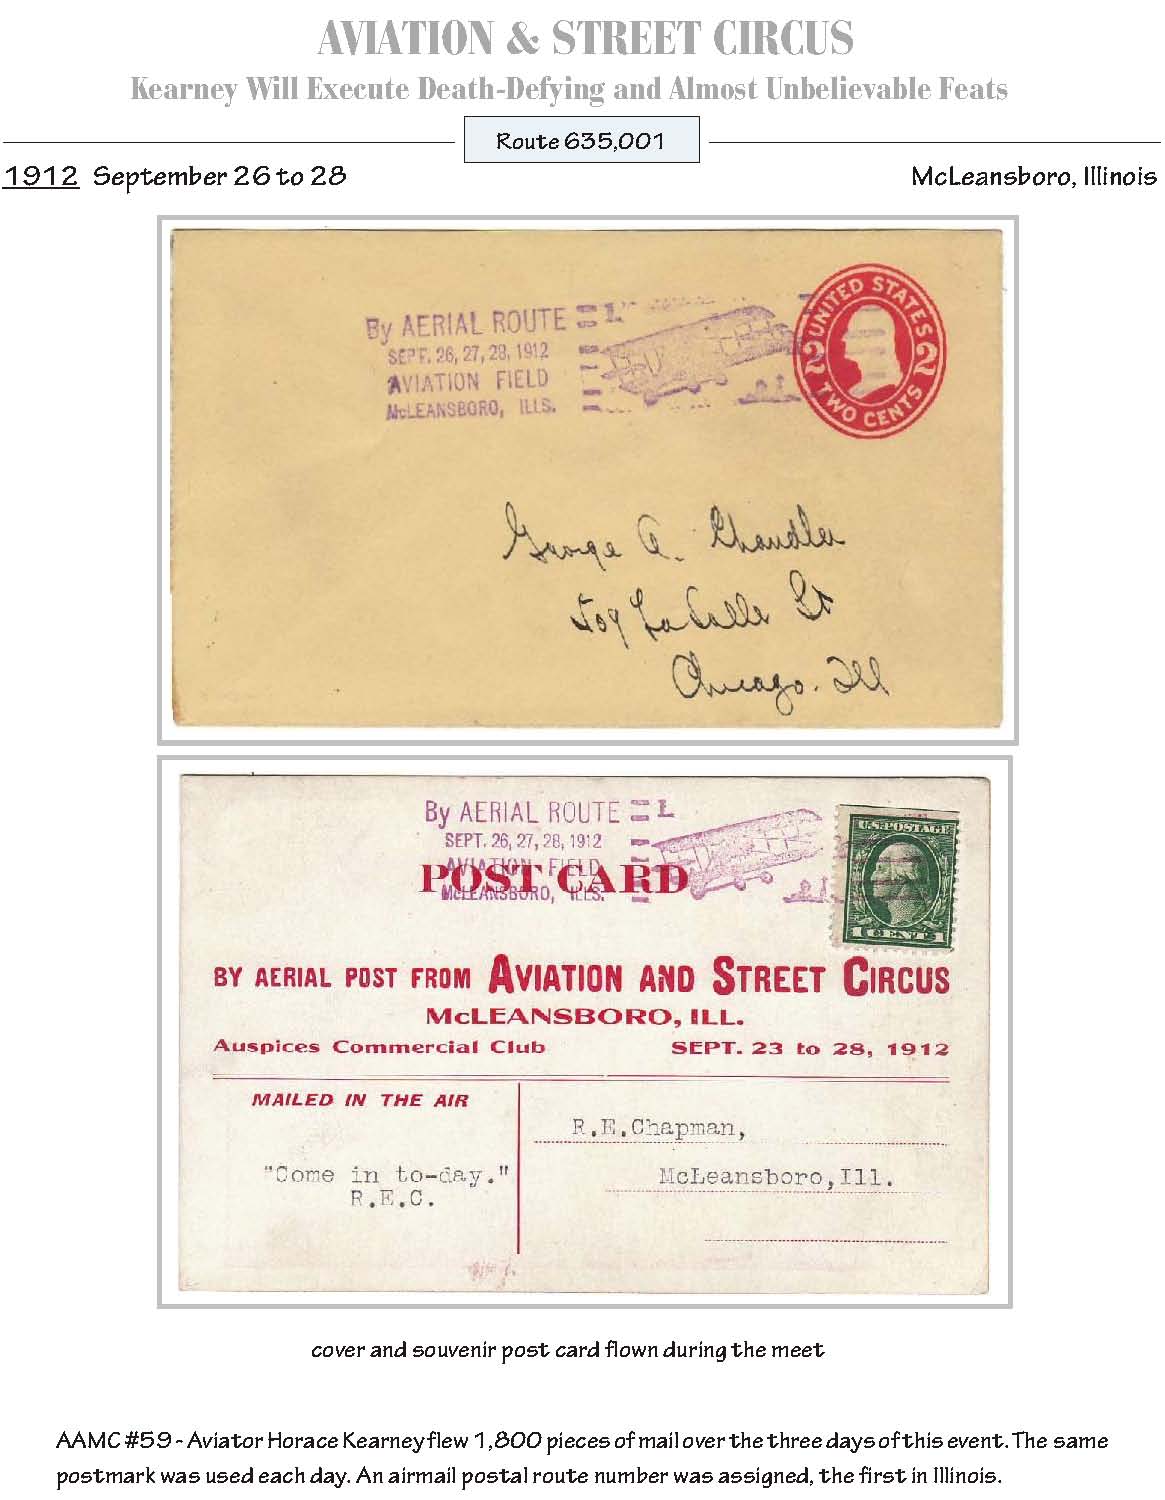 AVIATION & STREET CIRCUS
Kearney Will Execute Death-Defying and Almost Unbelievable Feats
Route 635,001
1912 September 26 to 28
McLeansboro, Illinois
By AERIAL ROUTE
SEPT. 26, 27, 28, 1912
AVIATION FIELD
McLEANSBORO, ILLS.
UNITED STATES
2 2
TWO CENTS
George A. Chandler
509 La Salle St
Chicago. Ill
By AERIAL ROUTE
SEPT. 26, 27, 28, 1912
AVIATION FIELD
McLEANSBORO, ILLS.
U.S. POSTAGE
1 CENT 1
POST CARD
BY AERIAL POST FROM AVIATION AND STREET CIRCUS
McLEANSBORO, ILL.
Auspices Commercial Club SEPT. 23 to 28, 1912
MAILED IN THE AIR
"Come in to-day."
R.E.C.
R.E.Chapman,
McLeansboro,Ill.
cover and souvenir post card flown during the meet
AAMC #59 - Aviator Horace Kearney flew 1,800 pieces of mail over the three days of this event. The same
postmark was used each day. An airmail postal route number was assigned, the first in Illinois.